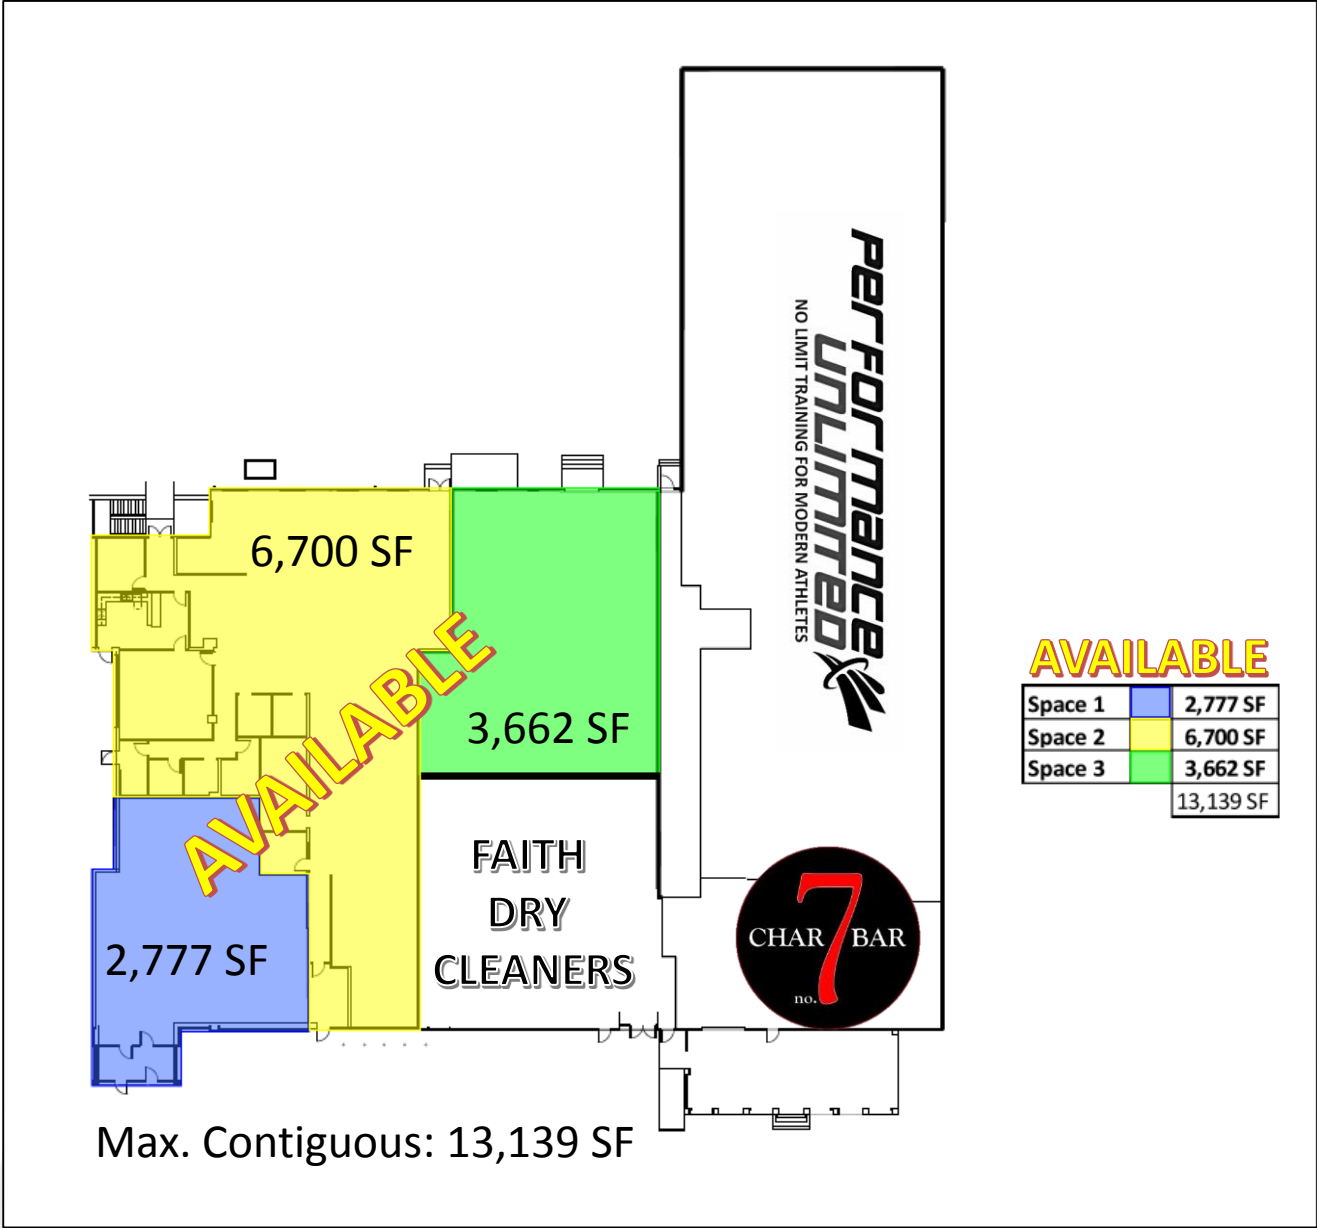 PerFormance
UNLIMITED
NO LIMIT TRAINING FOR MODERN ATHLETES
6,700 SF
3,662 SF
AVAILABLE
2,777 SF
FAITH
DRY
CLEANERS
CHAR 7 BAR
no.
AVAILABLE
Space 1 2,777 SF
Space 2 6,700 SF
Space 3 3,662 SF
13,139 SF
Max. Contiguous: 13,139 SF